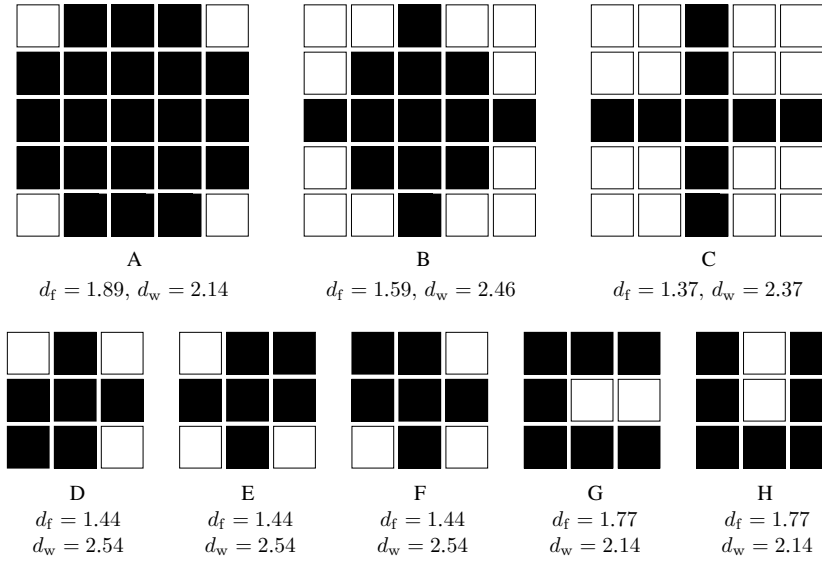 A B C
d_f = 1.89, d_w = 2.14 d_f = 1.59, d_w = 2.46 d_f = 1.37, d_w = 2.37
D E F G H
d_f = 1.44 d_f = 1.44 d_f = 1.44 d_f = 1.77 d_f = 1.77
d_w = 2.54 d_w = 2.54 d_w = 2.54 d_w = 2.14 d_w = 2.14